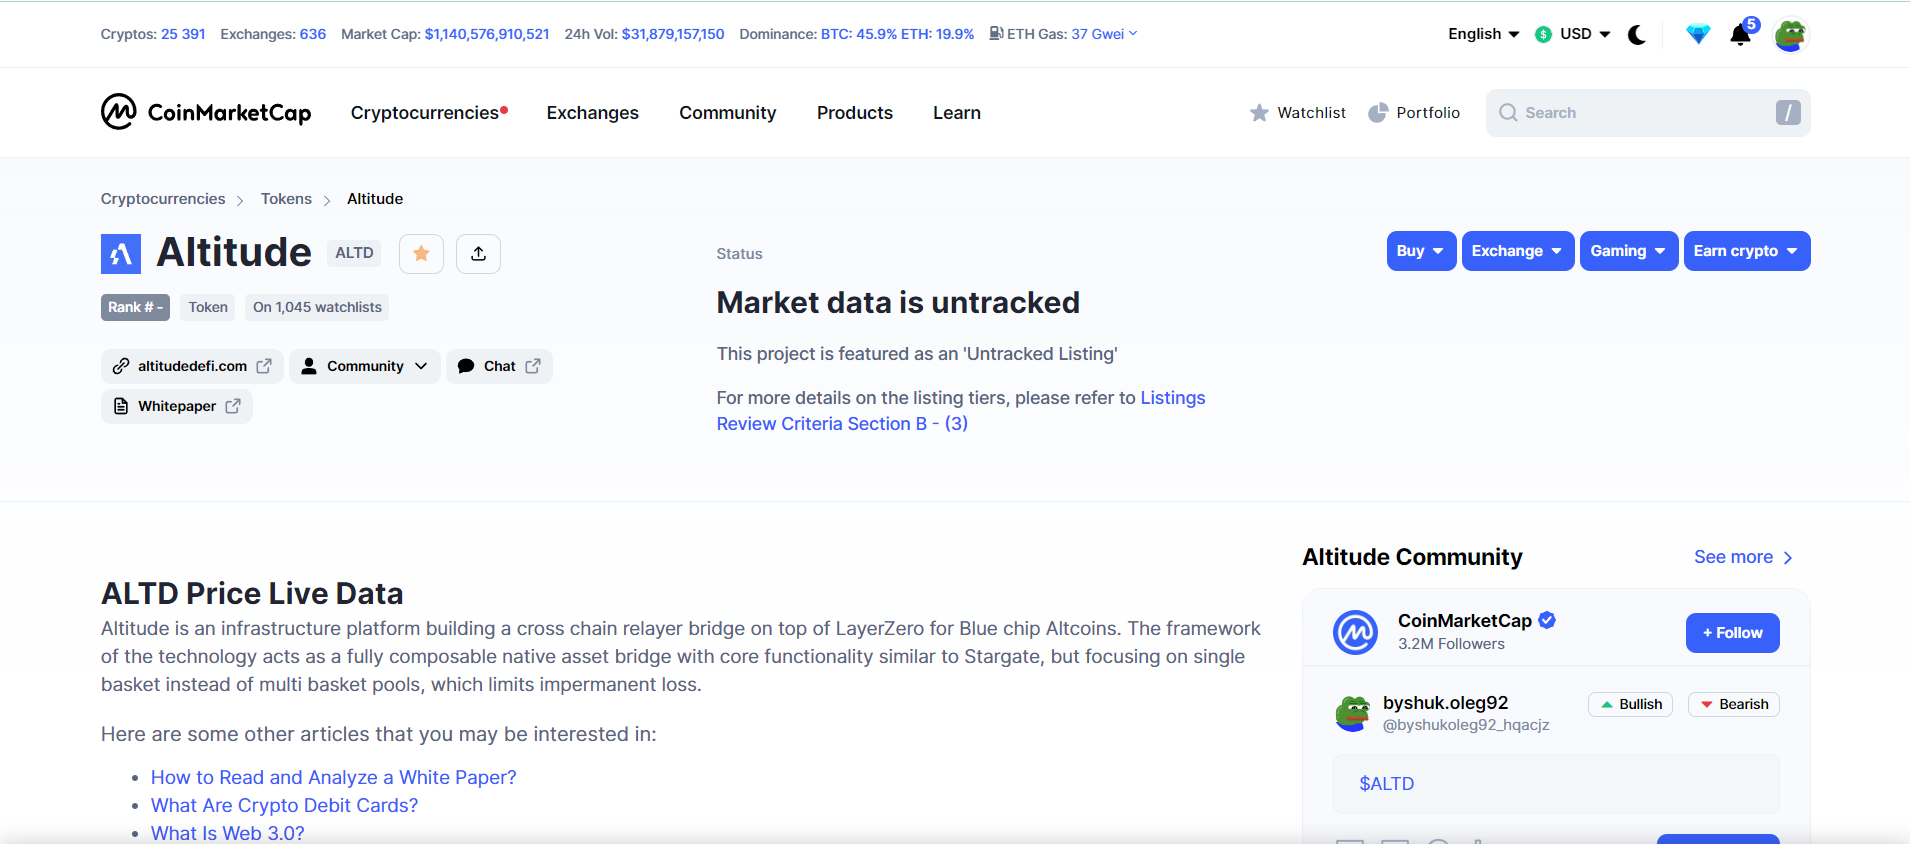 Cryptos: 25 391 Exchanges: 636 Market Cap: $1,140,576,910,521 24h Vol: $31,879,157,150 Dominance: BTC: 45.9% ETH: 19.9% ETH Gas: 37 Gwei
English $ USD 5
CoinMarketCap Cryptocurrencies Exchanges Community Products Learn
Watchlist Portfolio Search /
Cryptocurrencies > Tokens > Altitude
Altitude ALTD
Rank # - Token On 1,045 watchlists
altitudedefi.com Community Chat
Whitepaper
Status
Market data is untracked
This project is featured as an 'Untracked Listing'
For more details on the listing tiers, please refer to Listings
Review Criteria Section B - (3)
Buy Exchange Gaming Earn crypto
ALTD Price Live Data
Altitude is an infrastructure platform building a cross chain relayer bridge on top of LayerZero for Blue chip Altcoins. The framework
of the technology acts as a fully composable native asset bridge with core functionality similar to Stargate, but focusing on single
basket instead of multi basket pools, which limits impermanent loss.
Here are some other articles that you may be interested in:
• How to Read and Analyze a White Paper?
• What Are Crypto Debit Cards?
• What Is Web 3.0?
Altitude Community See more >
CoinMarketCap
3.2M Followers
+ Follow
byshuk.oleg92
@byshukoleg92_hqacjz
Bullish Bearish
$ALTD